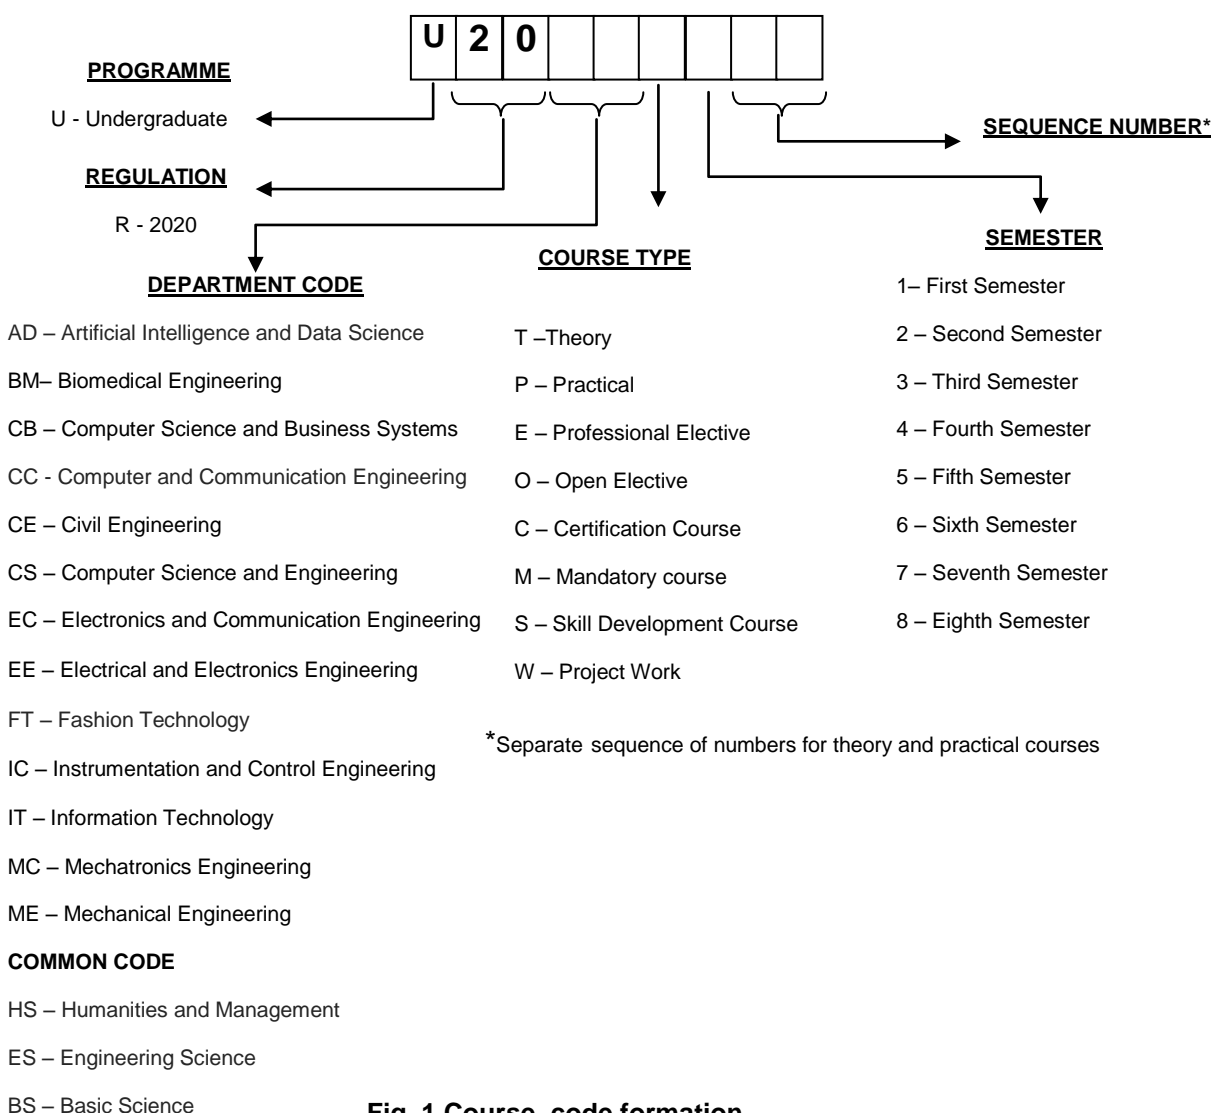 U 2 0
PROGRAMME
U - Undergraduate
SEQUENCE NUMBER*
REGULATION
R - 2020
SEMESTER
COURSE TYPE
DEPARTMENT CODE
AD – Artificial Intelligence and Data Science
BM– Biomedical Engineering
CB – Computer Science and Business Systems
CC - Computer and Communication Engineering
CE – Civil Engineering
CS – Computer Science and Engineering
EC – Electronics and Communication Engineering
EE – Electrical and Electronics Engineering
FT – Fashion Technology
IC – Instrumentation and Control Engineering
IT – Information Technology
MC – Mechatronics Engineering
ME – Mechanical Engineering
COMMON CODE
HS – Humanities and Management
ES – Engineering Science
BS – Basic Science
T –Theory
P – Practical
E – Professional Elective
O – Open Elective
C – Certification Course
M – Mandatory course
S – Skill Development Course
W – Project Work
1– First Semester
2 – Second Semester
3 – Third Semester
4 – Fourth Semester
5 – Fifth Semester
6 – Sixth Semester
7 – Seventh Semester
8 – Eighth Semester
*Separate sequence of numbers for theory and practical courses
Fig. 1 Course code formation